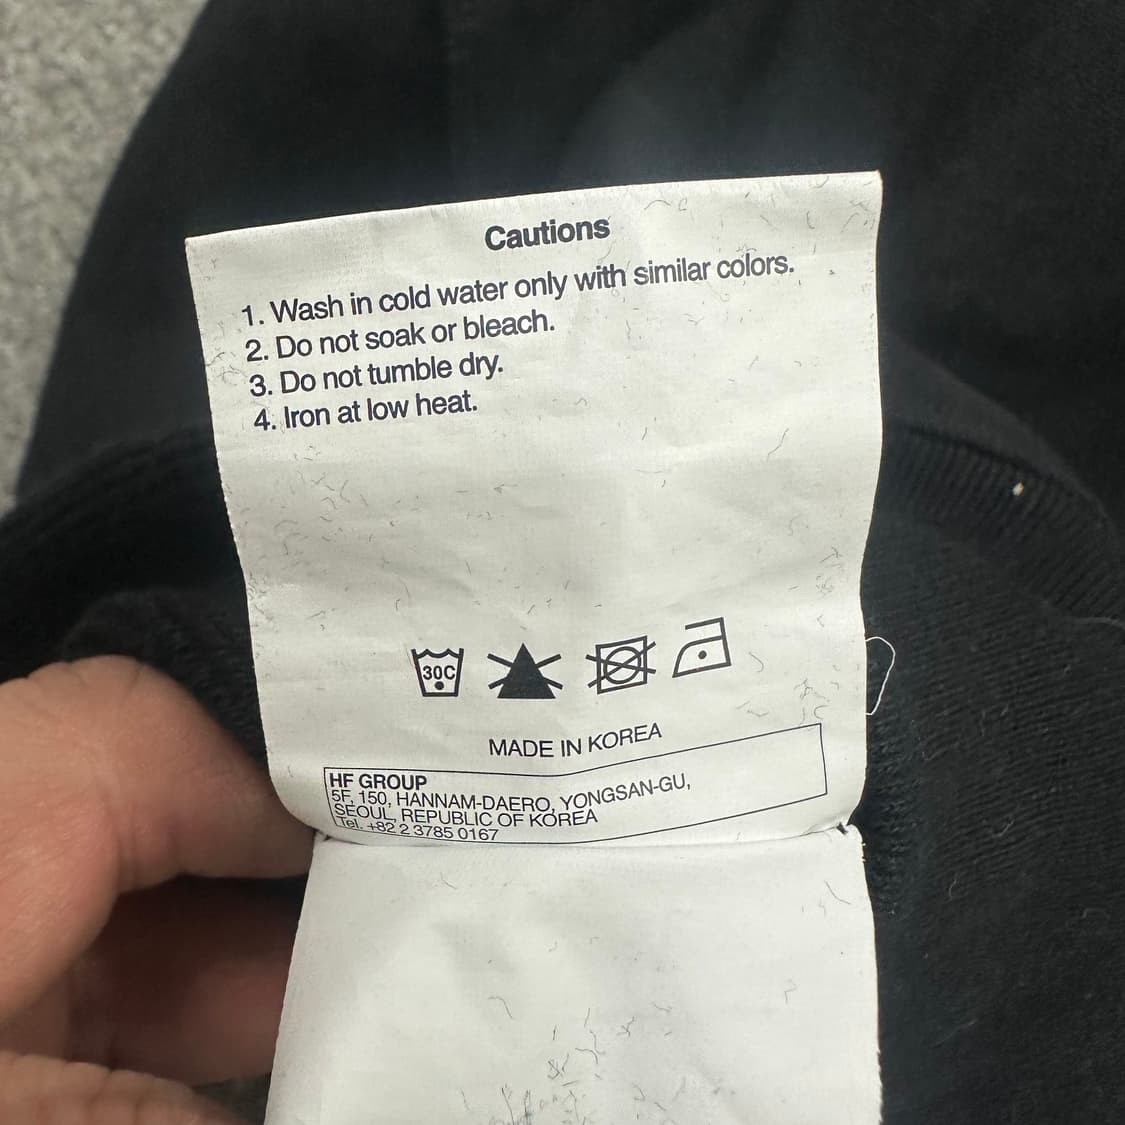 Cautions
1. Wash in cold water only with similar colors.
2. Do not soak or bleach.
3. Do not tumble dry.
4. Iron at low heat.
30C
MADE IN KOREA
HF GROUP
5F, 150, HANNAM-DAERO, YONGSAN-GU,
SEOUL, REPUBLIC OF KOREA
Tel. +82 2 3785 0167